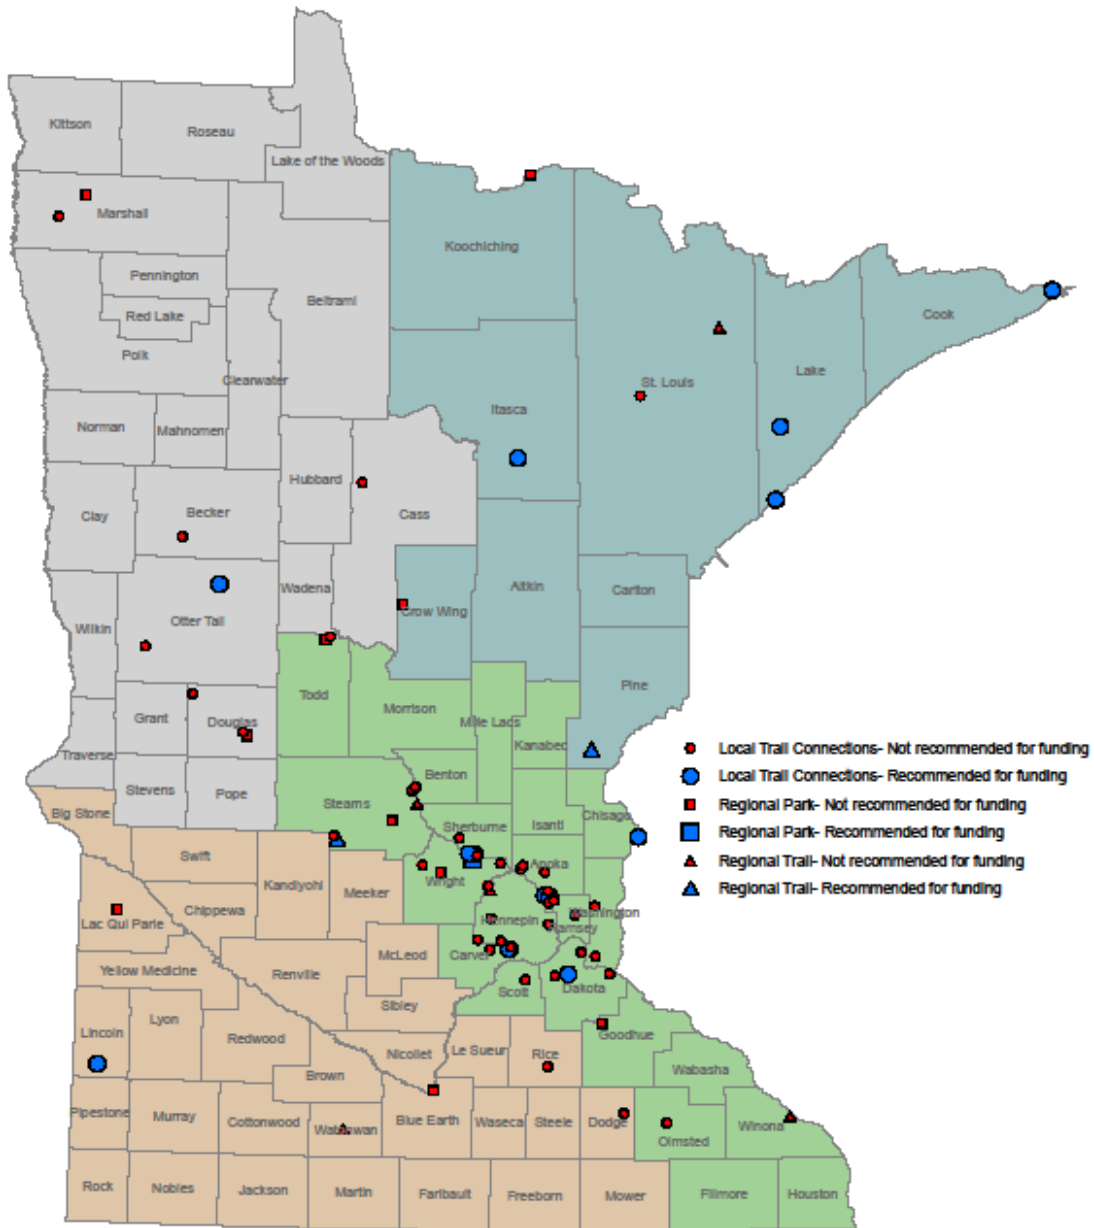 Kittson
Roseau
Lake of the Woods
Marshall
Koochiching
Pennington
Beltrami
Red Lake
Cook
Polk
Clearwater
St. Louis
Lake
Itasca
Norman
Mahnomen
Hubbard
Becker
Clay
Cass
Aitkin
Wadena
Carlton
Crow Wing
Otter Tail
Wilkin
Pine
Todd
Morrison
Grant
Douglas
Mille Lacs
Kanabec
Traverse
Benton
Stevens
Pope
Stearns
Big Stone
Chisago
Sherburne
Isanti
Swift
Anoka
Kandiyohi
Wright
Meeker
Chippewa
Washington
Hennepin
Lac Qui Parle
Ramsey
McLeod
Carver
Yellow Medicine
Renville
Dakota
Scott
Sibley
Lyon
Lincoln
Goodhue
Redwood
Le Sueur
Nicollet
Rice
Wabasha
Brown
Pipestone
Murray
Cottonwood
Blue Earth
Waseca
Steele
Dodge
Winona
Watonwan
Olmsted
Rock
Nobles
Jackson
Martin
Faribault
Freeborn
Mower
Fillmore
Houston
Local Trail Connections- Not recommended for funding
Local Trail Connections- Recommended for funding
Regional Park- Not recommended for funding
Regional Park- Recommended for funding
Regional Trail- Not recommended for funding
Regional Trail- Recommended for funding